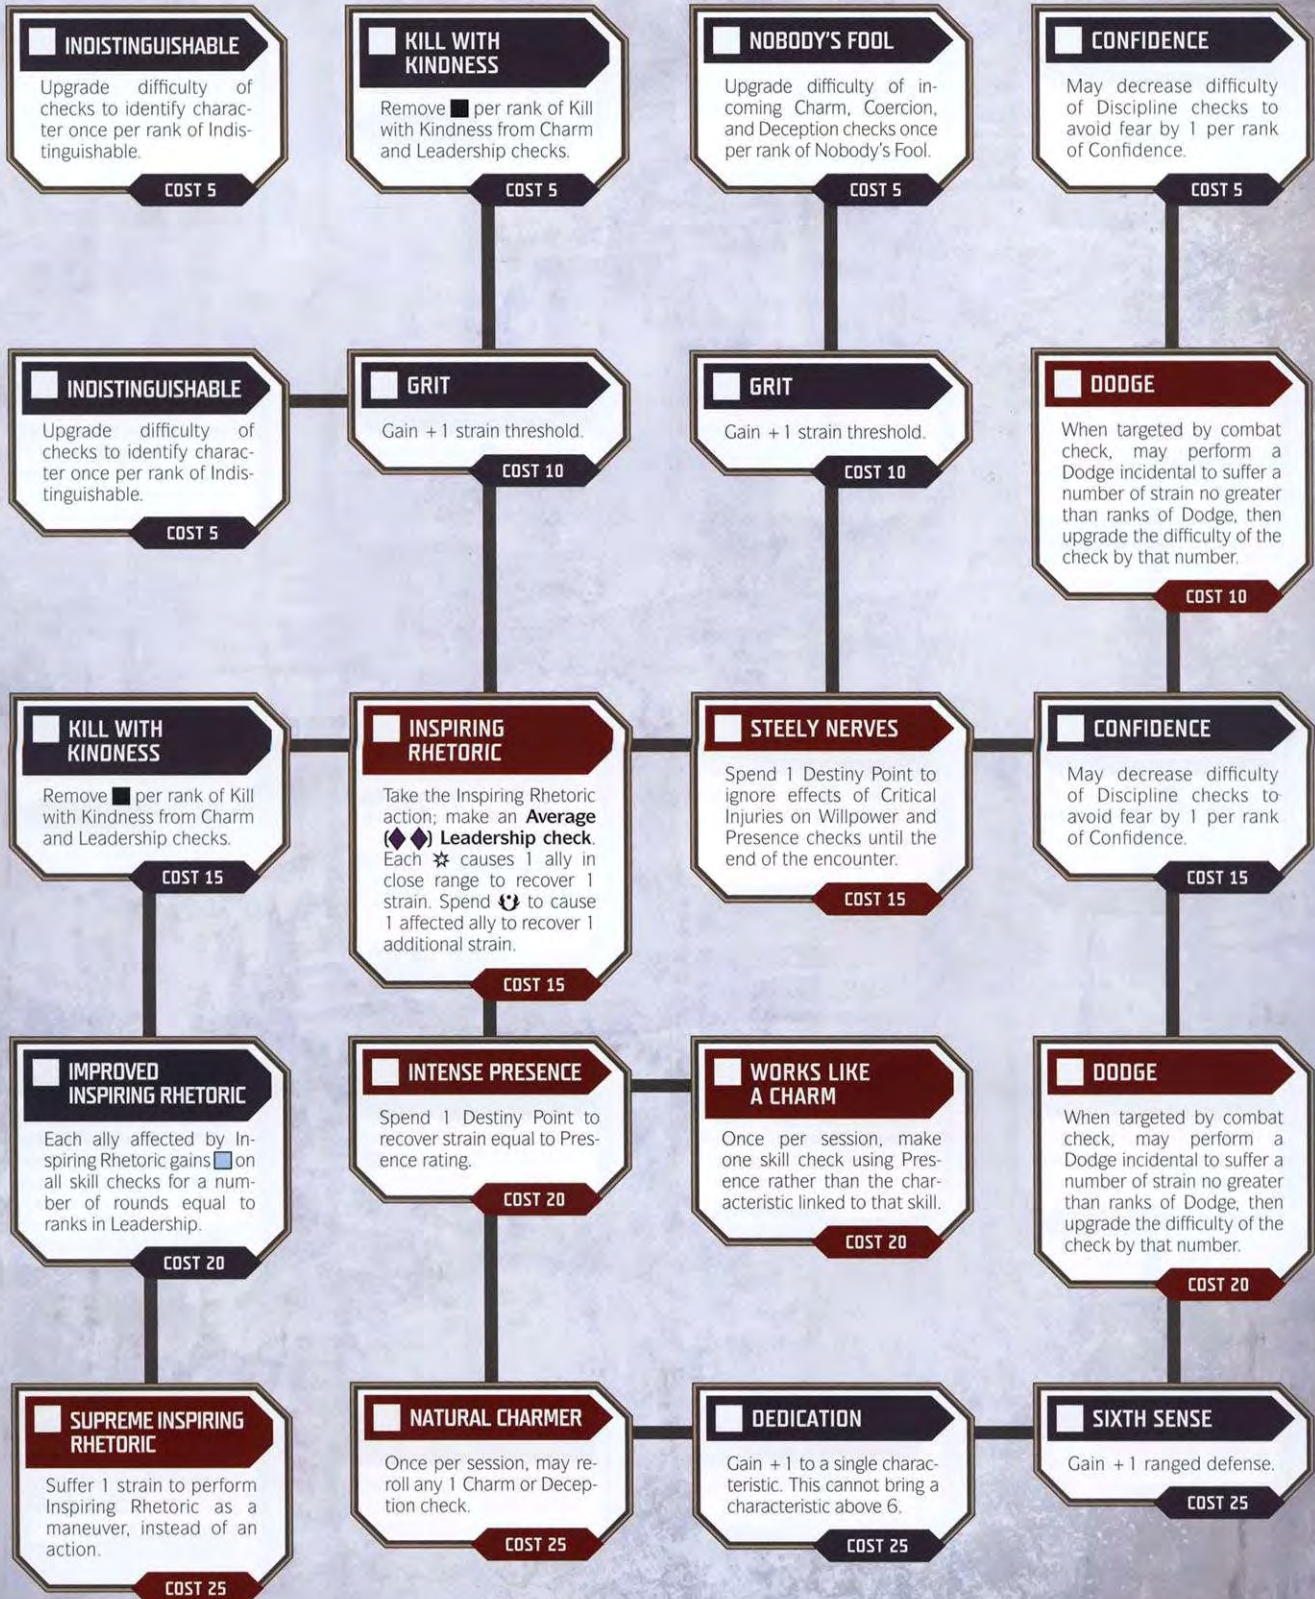 INDISTINGUISHABLE
Upgrade difficulty of
checks to identify charac-
ter once per rank of Indis-
tinguishable.
COST 5
KILL WITH
KINDNESS
Remove ■ per rank of Kill
with Kindness from Charm
and Leadership checks.
COST 5
NOBODY'S FOOL
Upgrade difficulty of in-
coming Charm, Coercion,
and Deception checks once
per rank of Nobody's Fool.
COST 5
CONFIDENCE
May decrease difficulty
of Discipline checks to
avoid fear by 1 per rank
of Confidence.
COST 5
INDISTINGUISHABLE
Upgrade difficulty of
checks to identify charac-
ter once per rank of Indis-
tinguishable.
COST 5
GRIT
Gain +1 strain threshold.
COST 10
GRIT
Gain +1 strain threshold.
COST 10
DODGE
When targeted by combat
check, may perform a
Dodge incidental to suffer a
number of strain no greater
than ranks of Dodge, then
upgrade the difficulty of the
check by that number.
COST 10
KILL WITH
KINDNESS
Remove ■ per rank of Kill
with Kindness from Charm
and Leadership checks.
COST 15
INSPIRING
RHETORIC
Take the Inspiring Rhetoric
action; make an Average
(◆◆) Leadership check.
Each causes 1 ally in
close range to recover 1
strain. Spend to cause
1 affected ally to recover 1
additional strain.
COST 15
STEELY NERVES
Spend 1 Destiny Point to
ignore effects of Critical
Injuries on Willpower and
Presence checks until the
end of the encounter.
COST 15
CONFIDENCE
May decrease difficulty
of Discipline checks to
avoid fear by 1 per rank
of Confidence.
COST 15
IMPROVED
INSPIRING RHETORIC
Each ally affected by In-
spiring Rhetoric gains on
all skill checks for a num-
ber of rounds equal to
ranks in Leadership.
COST 20
INTENSE PRESENCE
Spend 1 Destiny Point to
recover strain equal to Pres-
ence rating.
COST 20
WORKS LIKE
A CHARM
Once per session, make
one skill check using Pres-
ence rather than the char-
acteristic linked to that skill.
COST 20
DODGE
When targeted by combat
check, may perform a
Dodge incidental to suffer a
number of strain no greater
than ranks of Dodge, then
upgrade the difficulty of the
check by that number.
COST 20
SUPREME INSPIRING
RHETORIC
Suffer 1 strain to perform
Inspiring Rhetoric as a
maneuver, instead of an
action.
COST 25
NATURAL CHARMER
Once per session, may re-
roll any 1 Charm or Decep-
tion check.
COST 25
DEDICATION
Gain +1 to a single charac-
teristic. This cannot bring a
characteristic above 6.
COST 25
SIXTH SENSE
Gain +1 ranged defense.
COST 25